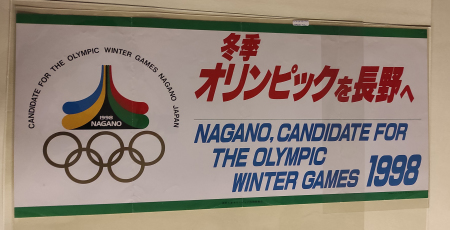 CANDIDATE FOR THE OLYMPIC WINTER GAMES NAGANO JAPAN
1998
NAGANO
冬季
オリンピックを長野へ
NAGANO, CANDIDATE FOR
THE OLYMPIC
WINTER GAMES 1998